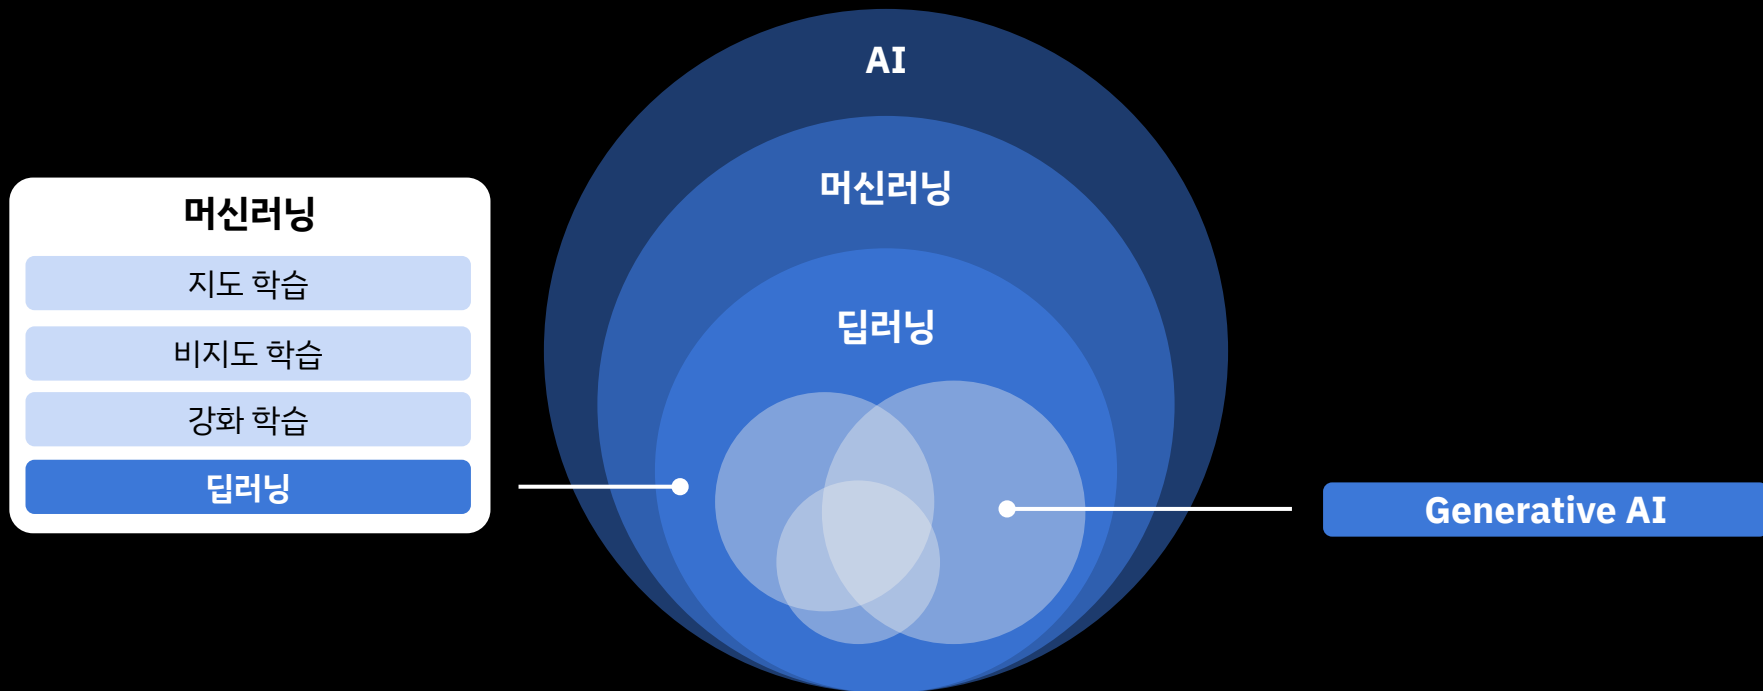 머신러닝
지도 학습
비지도 학습
강화 학습
딥러닝
AI
머신러닝
딥러닝
Generative AI